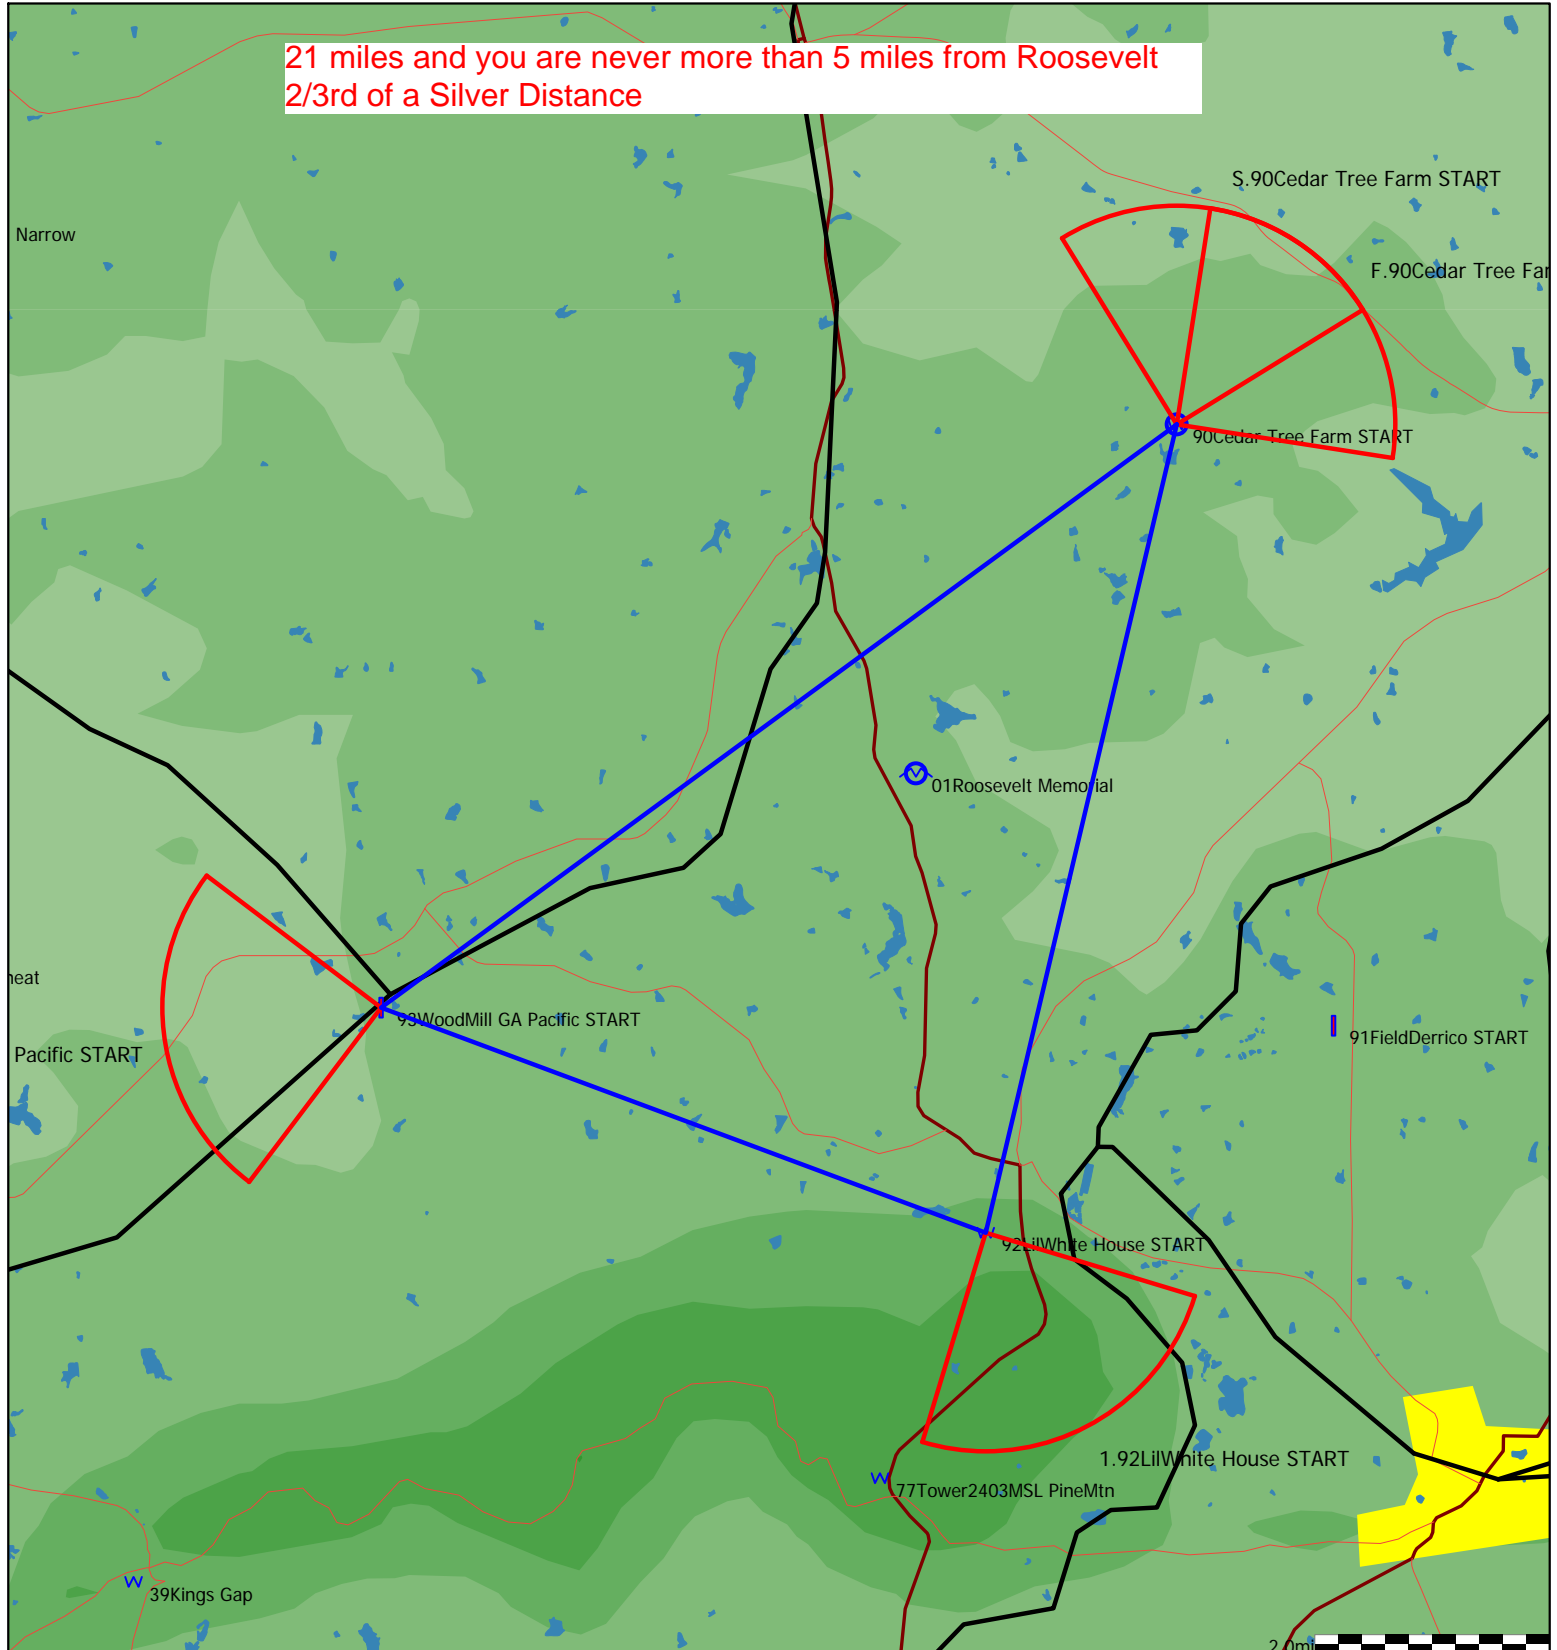 21 miles and you are never more than 5 miles from Roosevelt
2/3rd of a Silver Distance
S.90Cedar Tree Farm START
Narrow
F.90Cedar Tree Far
90Cedar Tree Farm START
01Roosevelt Memorial
heat
93WoodMill GA Pacific START
91FieldDerrico START
Pacific START
92LilWhite House START
1.92LilWhite House START
77Tower2403MSL PineMtn
39Kings Gap
2.0mi